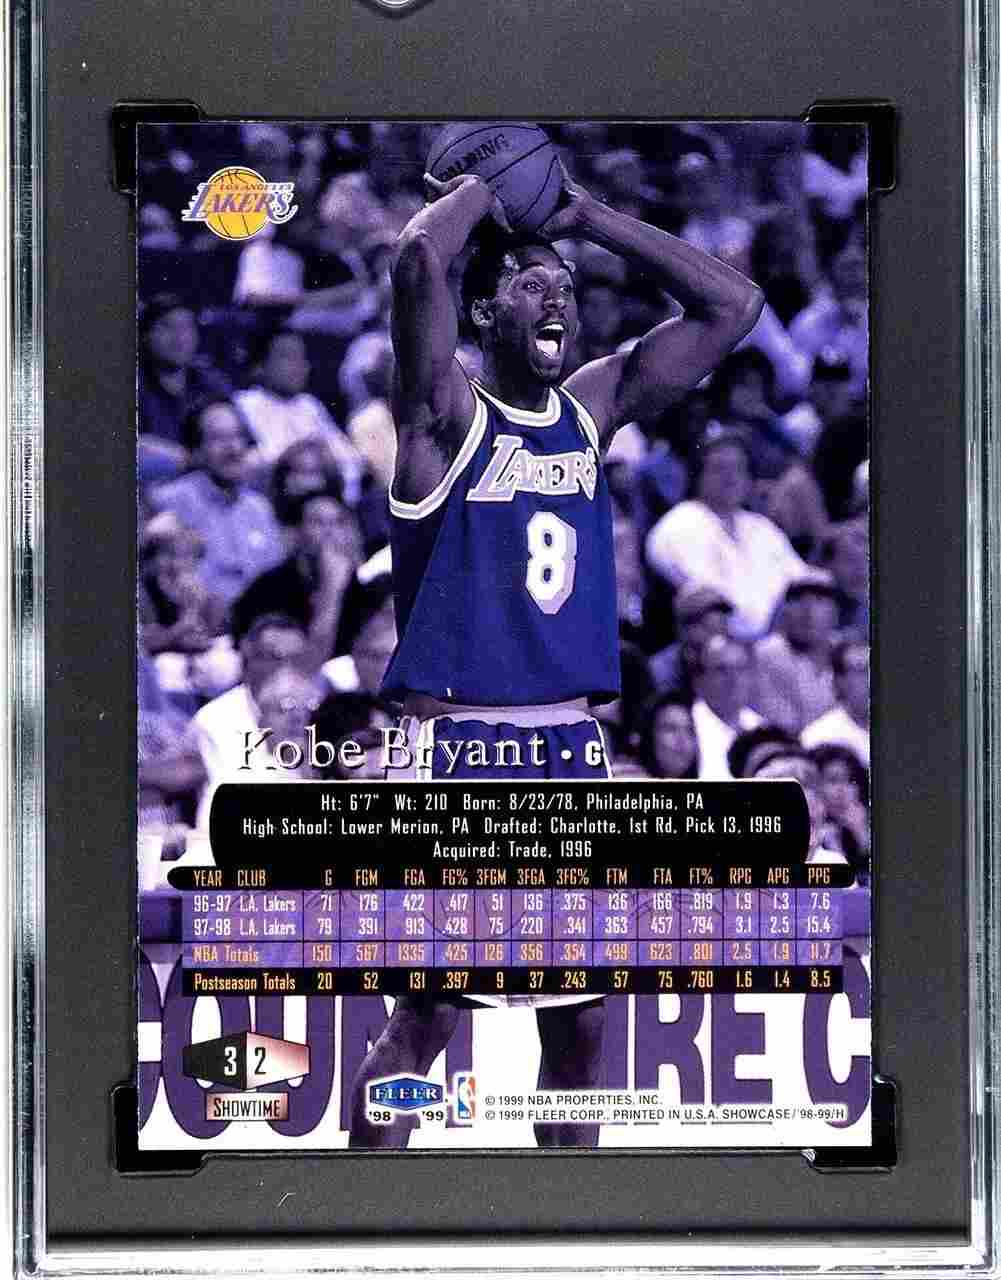 SPALDING
LOS ANGELES
LAKERS
LAKERS
8
Kobe Bryant • G
Ht: 6'7" Wt: 210 Born: 8/23/78, Philadelphia, PA
High School: Lower Merion, PA Drafted: Charlotte, 1st Rd, Pick 13, 1996
Acquired: Trade, 1996
YEAR CLUB G FGM FGA FG% 3FGM 3FGA 3FG% FTM FTA FT% RPG APG PPG
96-97 L.A. Lakers 71 176 422 .417 51 136 .375 136 166 .819 1.9 1.3 7.6
97-98 L.A. Lakers 79 391 913 .428 75 220 .341 363 457 .794 3.1 2.5 15.4
NBA Totals 150 567 1335 .425 126 356 .354 499 623 .801 2.5 1.9 11.7
Postseason Totals 20 52 131 .397 9 37 .243 57 75 .760 1.6 1.4 8.5
OUN IRE C
3 2
SHOWTIME
FLEER
'98 '99
© 1999 NBA PROPERTIES, INC.
© 1999 FLEER CORP., PRINTED IN U.S.A. SHOWCASE/'98-99/H